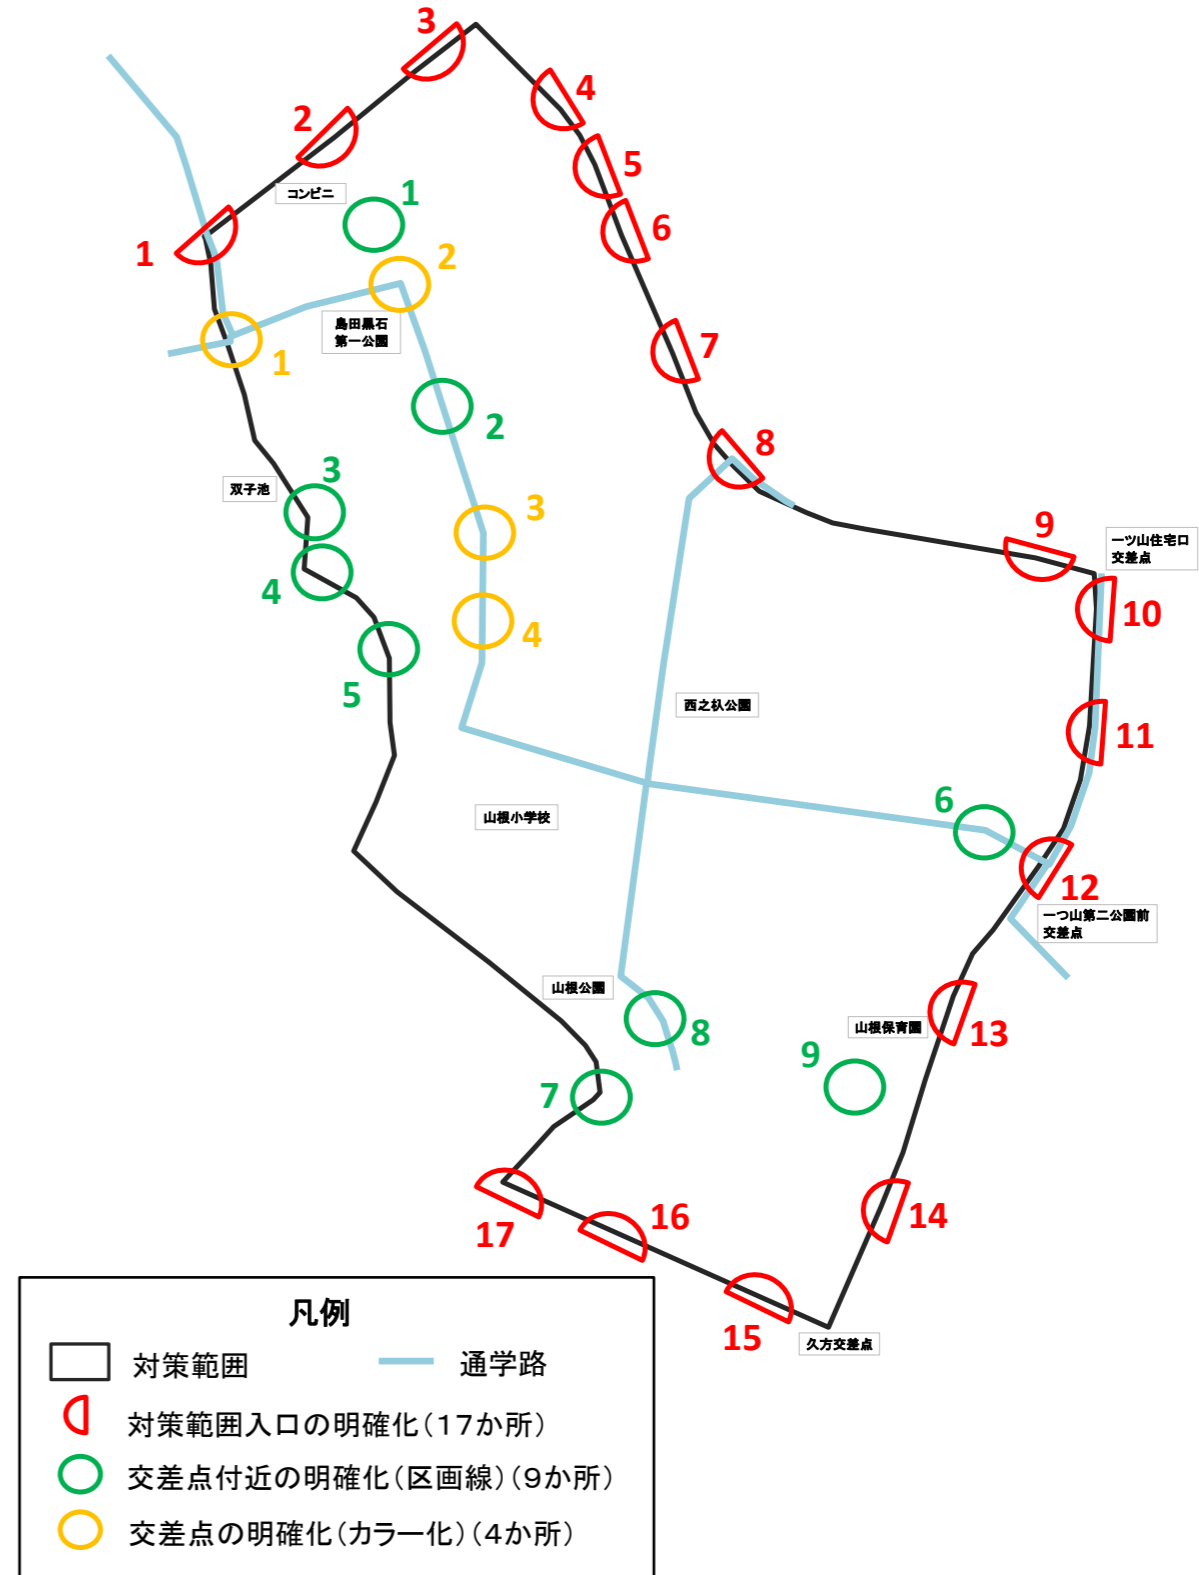 3
4
2
5
コンビニ
1
6
1
2
島田黒石
第一公園
7
1
8
2
双子池
3
3
9
一ツ山住宅口
交差点
4
10
4
5
西之杁公園
11
6
山根小学校
12
一つ山第二公園前
交差点
山根公園
山根保育園
13
8
9
7
14
16
17
15
久方交差点
凡例
対策範囲
通学路
対策範囲入口の明確化(17か所)
交差点付近の明確化(区画線)(9か所)
交差点の明確化(カラー化)(4か所)